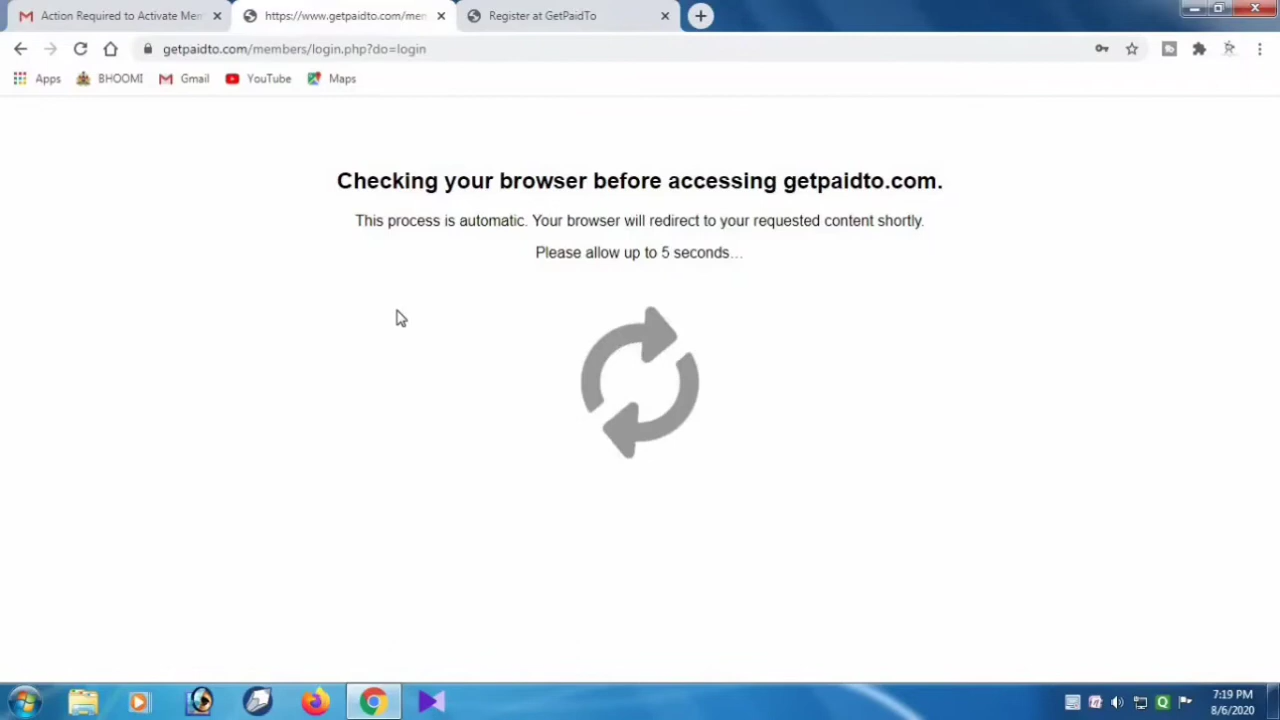 Action Required to Activate Mem
https://www.getpaidto.com/mem
Register at GetPaidTo
getpaidto.com/members/login.php?do=login
Apps
BHOOMI
Gmail
YouTube
Maps
Checking your browser before accessing getpaidto.com.
This process is automatic. Your browser will redirect to your requested content shortly.
Please allow up to 5 seconds…
7:19 PM
8/6/2020